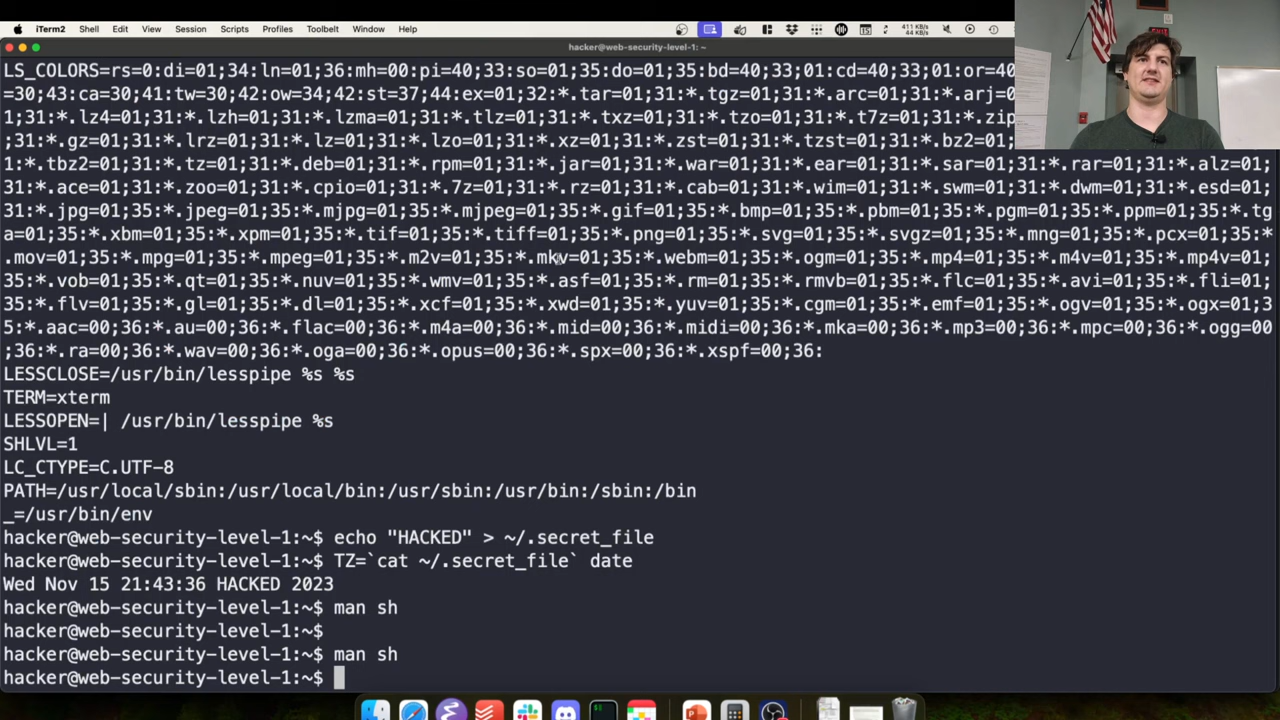 iTerm2 Shell Edit View Session Scripts Profiles Toolbelt Window Help 411 KB/s 44 KB/s
hacker@web-security-level-1: ~
LS_COLORS=rs=0:di=01;34:ln=01;36:mh=00:pi=40;33:so=01;35:do=01;35:bd=40;33;01:cd=40;33;01:or=40
=30;43:ca=30;41:tw=30;42:ow=34;42:st=37;44:ex=01;32:*.tar=01;31:*.tgz=01;31:*.arc=01;31:*.arj=0
1;31:*.lz4=01;31:*.lzh=01;31:*.lzma=01;31:*.tlz=01;31:*.txz=01;31:*.tzo=01;31:*.t7z=01;31:*.zip
;31:*.gz=01;31:*.lrz=01;31:*.lz=01;31:*.lzo=01;31:*.xz=01;31:*.zst=01;31:*.tzst=01;31:*.bz2=01;3
1:*.tbz2=01;31:*.tz=01;31:*.deb=01;31:*.rpm=01;31:*.jar=01;31:*.war=01;31:*.ear=01;31:*.sar=01;31:*.rar=01;31:*.alz=01;
31:*.ace=01;31:*.zoo=01;31:*.cpio=01;31:*.7z=01;31:*.rz=01;31:*.cab=01;31:*.wim=01;31:*.swm=01;31:*.dwm=01;31:*.esd=01;
31:*.jpg=01;35:*.jpeg=01;35:*.mjpg=01;35:*.mjpeg=01;35:*.gif=01;35:*.bmp=01;35:*.pbm=01;35:*.pgm=01;35:*.ppm=01;35:*.tg
a=01;35:*.xbm=01;35:*.xpm=01;35:*.tif=01;35:*.tiff=01;35:*.png=01;35:*.svg=01;35:*.svgz=01;35:*.mng=01;35:*.pcx=01;35:*
.mov=01;35:*.mpg=01;35:*.mpeg=01;35:*.m2v=01;35:*.mkv=01;35:*.webm=01;35:*.ogm=01;35:*.mp4=01;35:*.m4v=01;35:*.mp4v=01;
35:*.vob=01;35:*.qt=01;35:*.nuv=01;35:*.wmv=01;35:*.asf=01;35:*.rm=01;35:*.rmvb=01;35:*.flc=01;35:*.avi=01;35:*.fli=01;
35:*.flv=01;35:*.gl=01;35:*.dl=01;35:*.xcf=01;35:*.xwd=01;35:*.yuv=01;35:*.cgm=01;35:*.emf=01;35:*.ogv=01;35:*.ogx=01;3
5:*.aac=00;36:*.au=00;36:*.flac=00;36:*.m4a=00;36:*.mid=00;36:*.midi=00;36:*.mka=00;36:*.mp3=00;36:*.mpc=00;36:*.ogg=00
;36:*.ra=00;36:*.wav=00;36:*.oga=00;36:*.opus=00;36:*.spx=00;36:*.xspf=00;36:
LESSCLOSE=/usr/bin/lesspipe %s %s
TERM=xterm
LESSOPEN=| /usr/bin/lesspipe %s
SHLVL=1
LC_CTYPE=C.UTF-8
PATH=/usr/local/sbin:/usr/local/bin:/usr/sbin:/usr/bin:/sbin:/bin
_=/usr/bin/env
hacker@web-security-level-1:~$ echo "HACKED" > ~/.secret_file
hacker@web-security-level-1:~$ TZ=`cat ~/.secret_file` date
Wed Nov 15 21:43:36 HACKED 2023
hacker@web-security-level-1:~$ man sh
hacker@web-security-level-1:~$
hacker@web-security-level-1:~$ man sh
hacker@web-security-level-1:~$